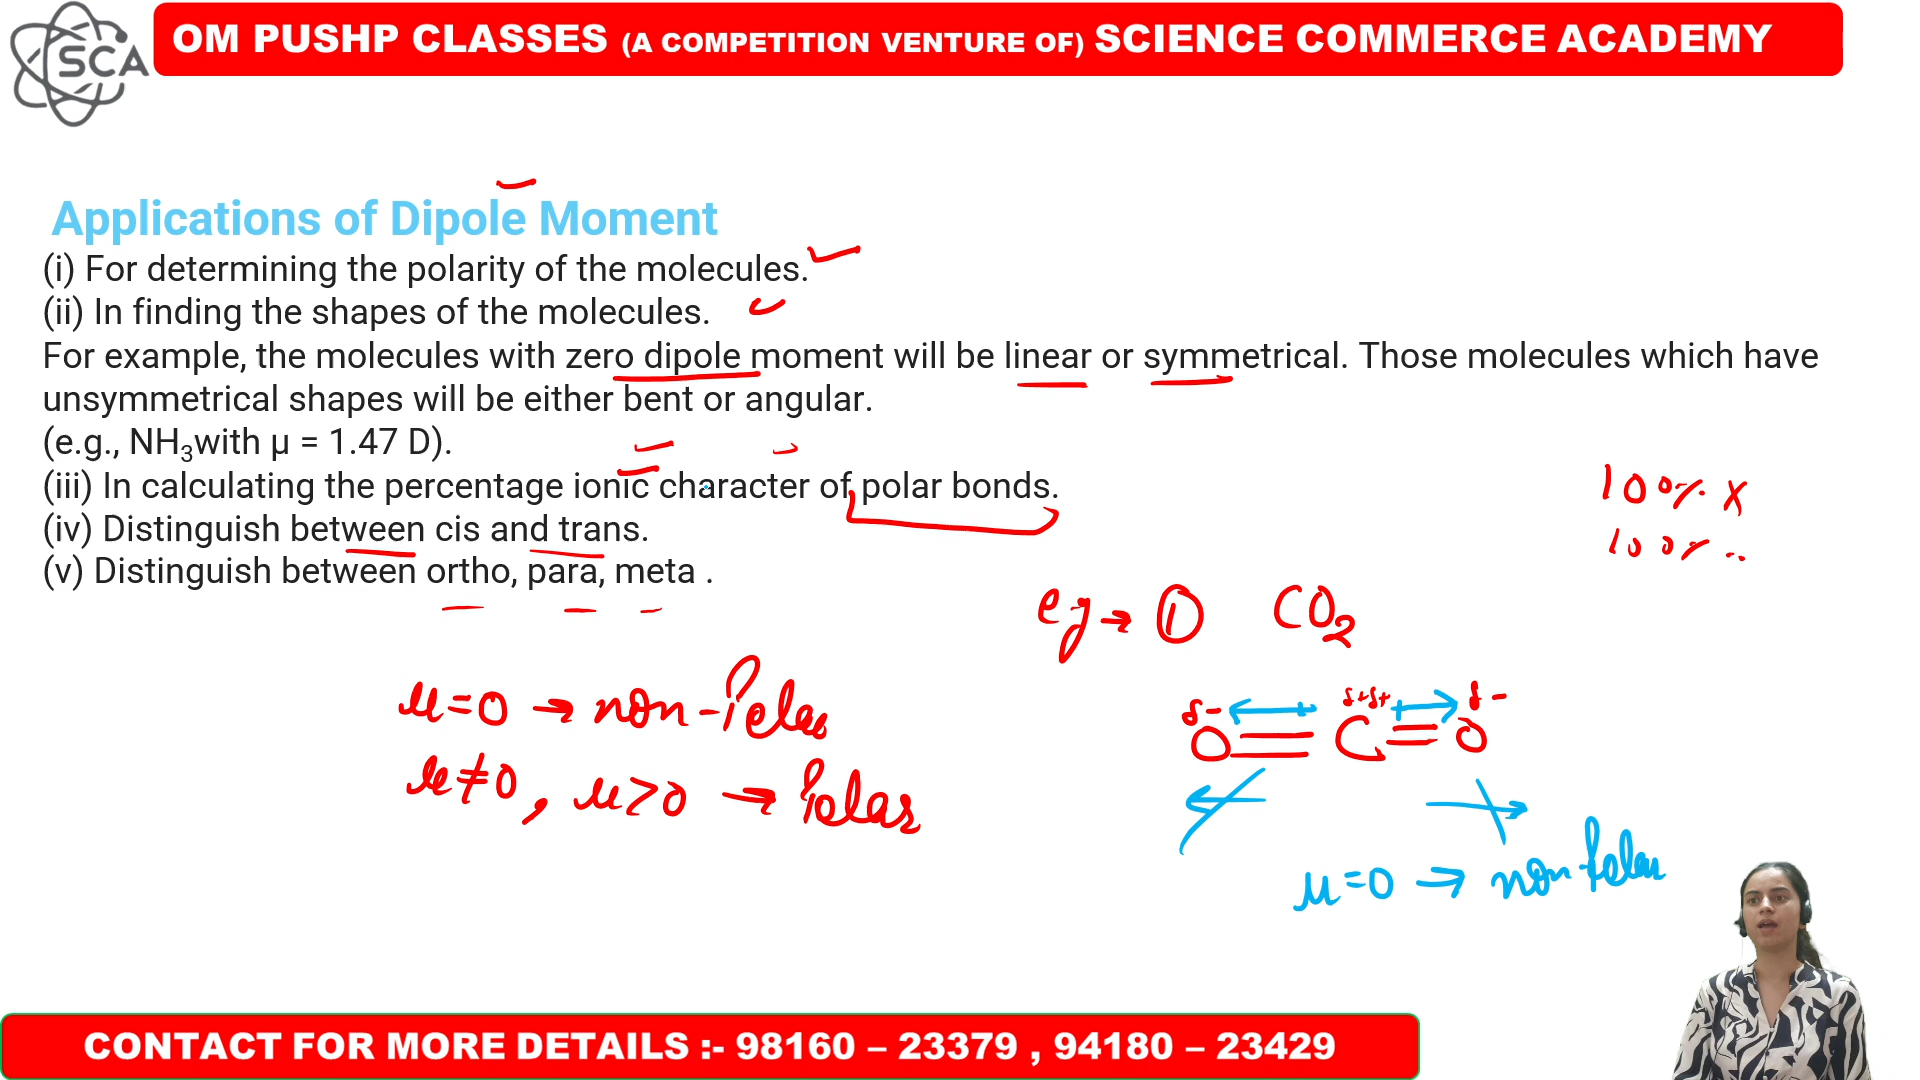 SCA
OM PUSHP CLASSES (A COMPETITION VENTURE OF) SCIENCE COMMERCE ACADEMY
Applications of Dipole Moment
(i) For determining the polarity of the molecules.
(ii) In finding the shapes of the molecules.
For example, the molecules with zero dipole moment will be linear or symmetrical. Those molecules which have
unsymmetrical shapes will be either bent or angular.
(e.g., NH₃with μ = 1.47 D).
(iii) In calculating the percentage ionic character of polar bonds.
(iv) Distinguish between cis and trans.
(v) Distinguish between ortho, para, meta .
100% X
100% ..
eg → ① CO₂
μ=0 → non-Polar
μ≠0, μ>0 → Polar
δ- δ+δ+ δ-
O = C = O
μ=0 → non polar
CONTACT FOR MORE DETAILS :- 98160 – 23379 , 94180 – 23429